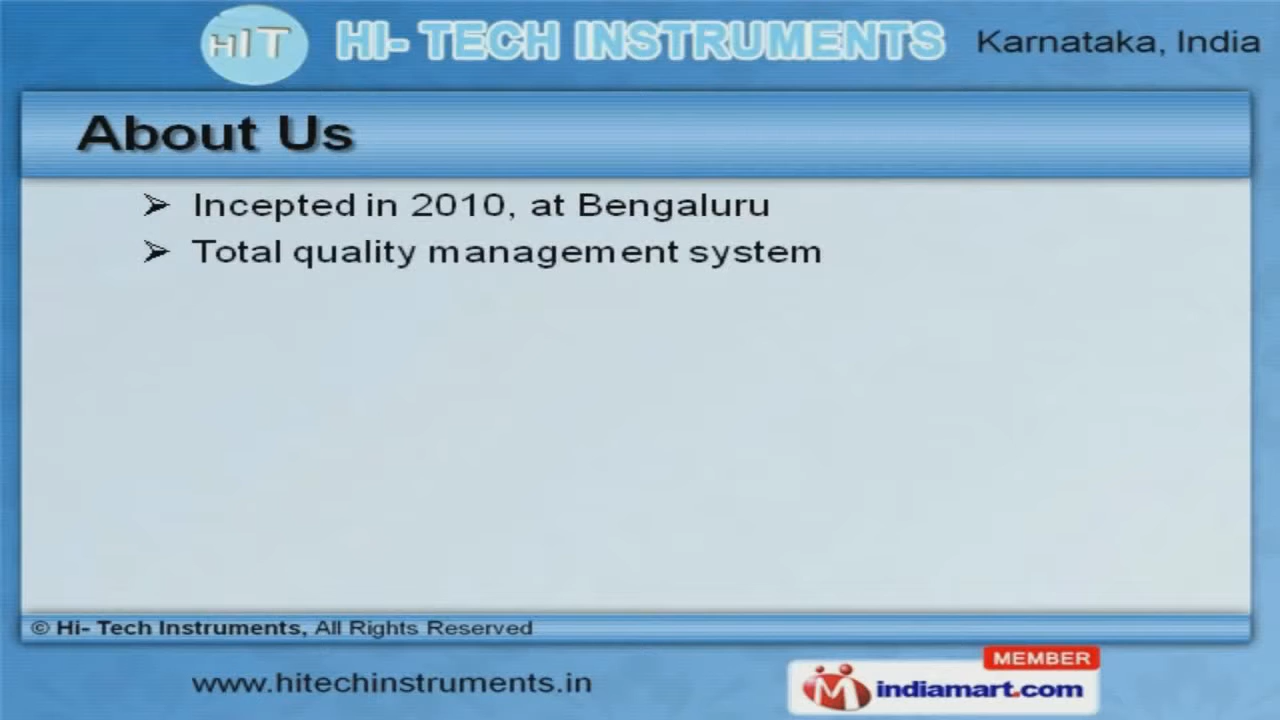 HIT HI- TECH INSTRUMENTS Karnataka, India
About Us
➢ Incepted in 2010, at Bengaluru
➢ Total quality management system
© Hi- Tech Instruments, All Rights Reserved
MEMBER
www.hitechinstruments.in indiamart.com